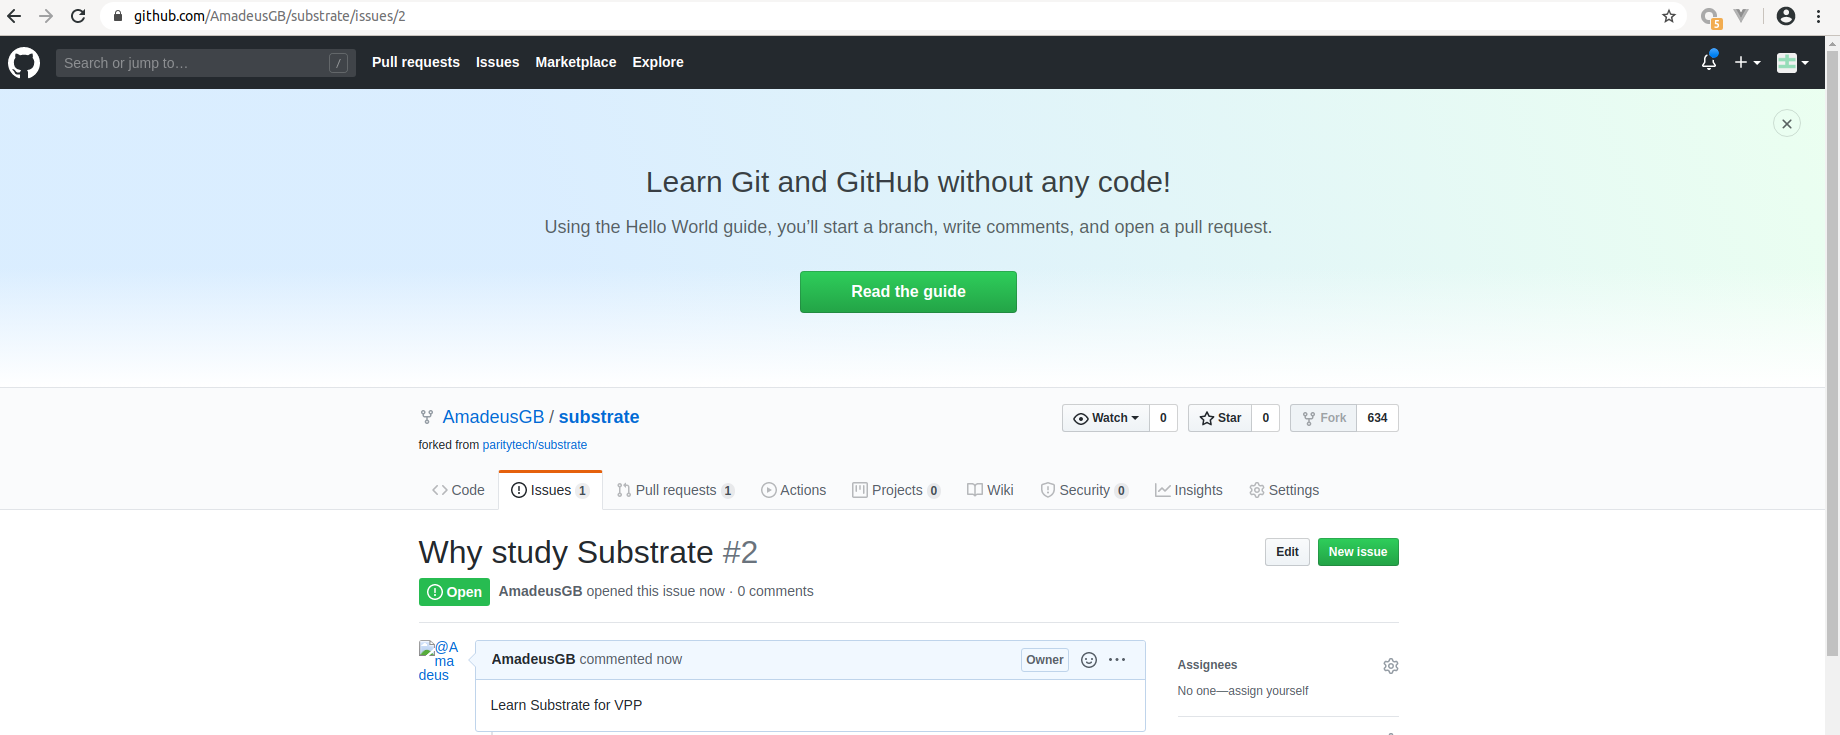 github.com/AmadeusGB/substrate/issues/2
5
Search or jump to…
/
Pull requests Issues Marketplace Explore
Learn Git and GitHub without any code!
Using the Hello World guide, you’ll start a branch, write comments, and open a pull request.
Read the guide
AmadeusGB / substrate
Watch 0 Star 0 Fork 634
forked from paritytech/substrate
Code Issues 1 Pull requests 1 Actions Projects 0 Wiki Security 0 Insights Settings
Why study Substrate #2
Edit New issue
Open AmadeusGB opened this issue now · 0 comments
@Amadeus
AmadeusGB commented now Owner
Learn Substrate for VPP
Assignees
No one—assign yourself